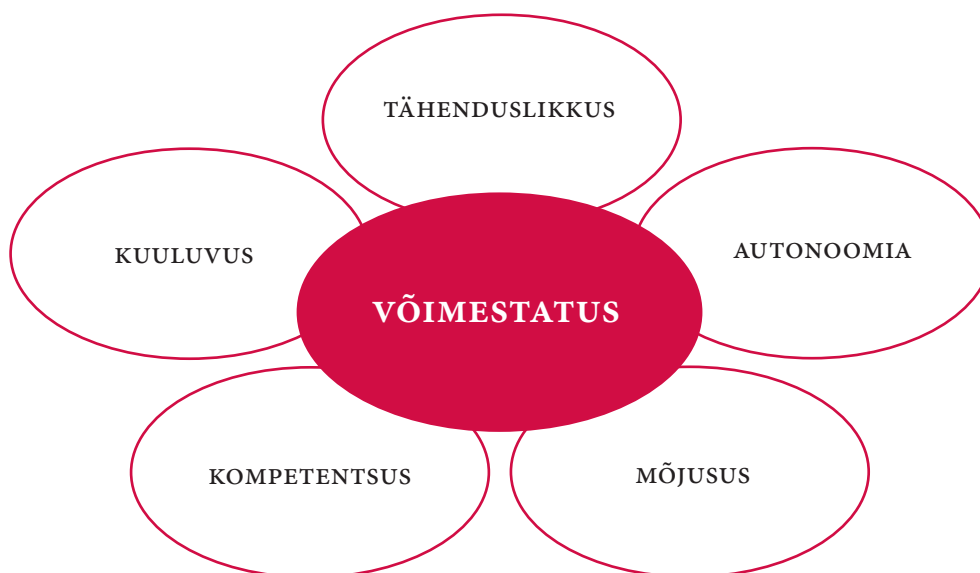 TÄHENDUSLIKKUS
KUULUVUS
AUTONOOMIA
VÕIMESTATUS
KOMPETENTSUS
MÕJUSUS